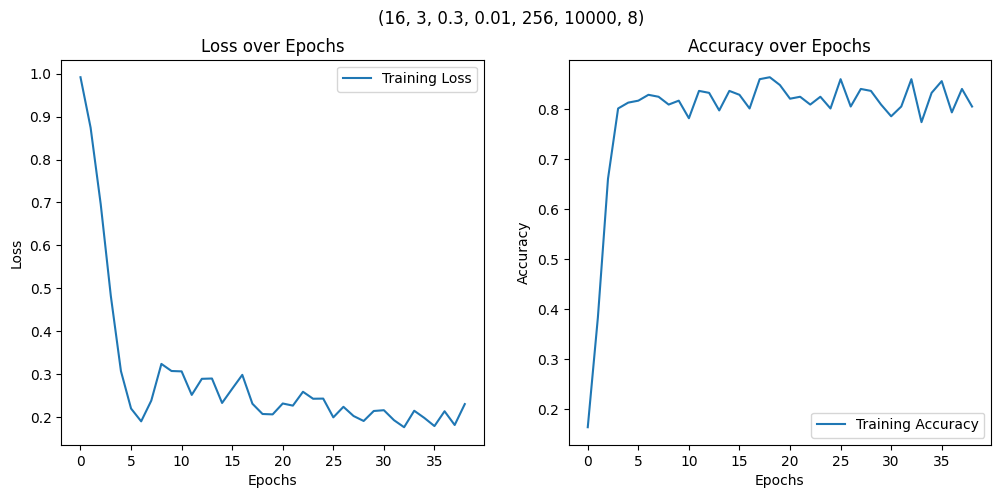 (16, 3, 0.3, 0.01, 256, 10000, 8)
Loss over Epochs
Training Loss
1.0
0.9
0.8
0.7
0.6
0.5
0.4
0.3
0.2
Loss
0 5 10 15 20 25 30 35
Epochs
Accuracy over Epochs
0.8
0.7
0.6
0.5
0.4
0.3
0.2
Accuracy
Training Accuracy
0 5 10 15 20 25 30 35
Epochs